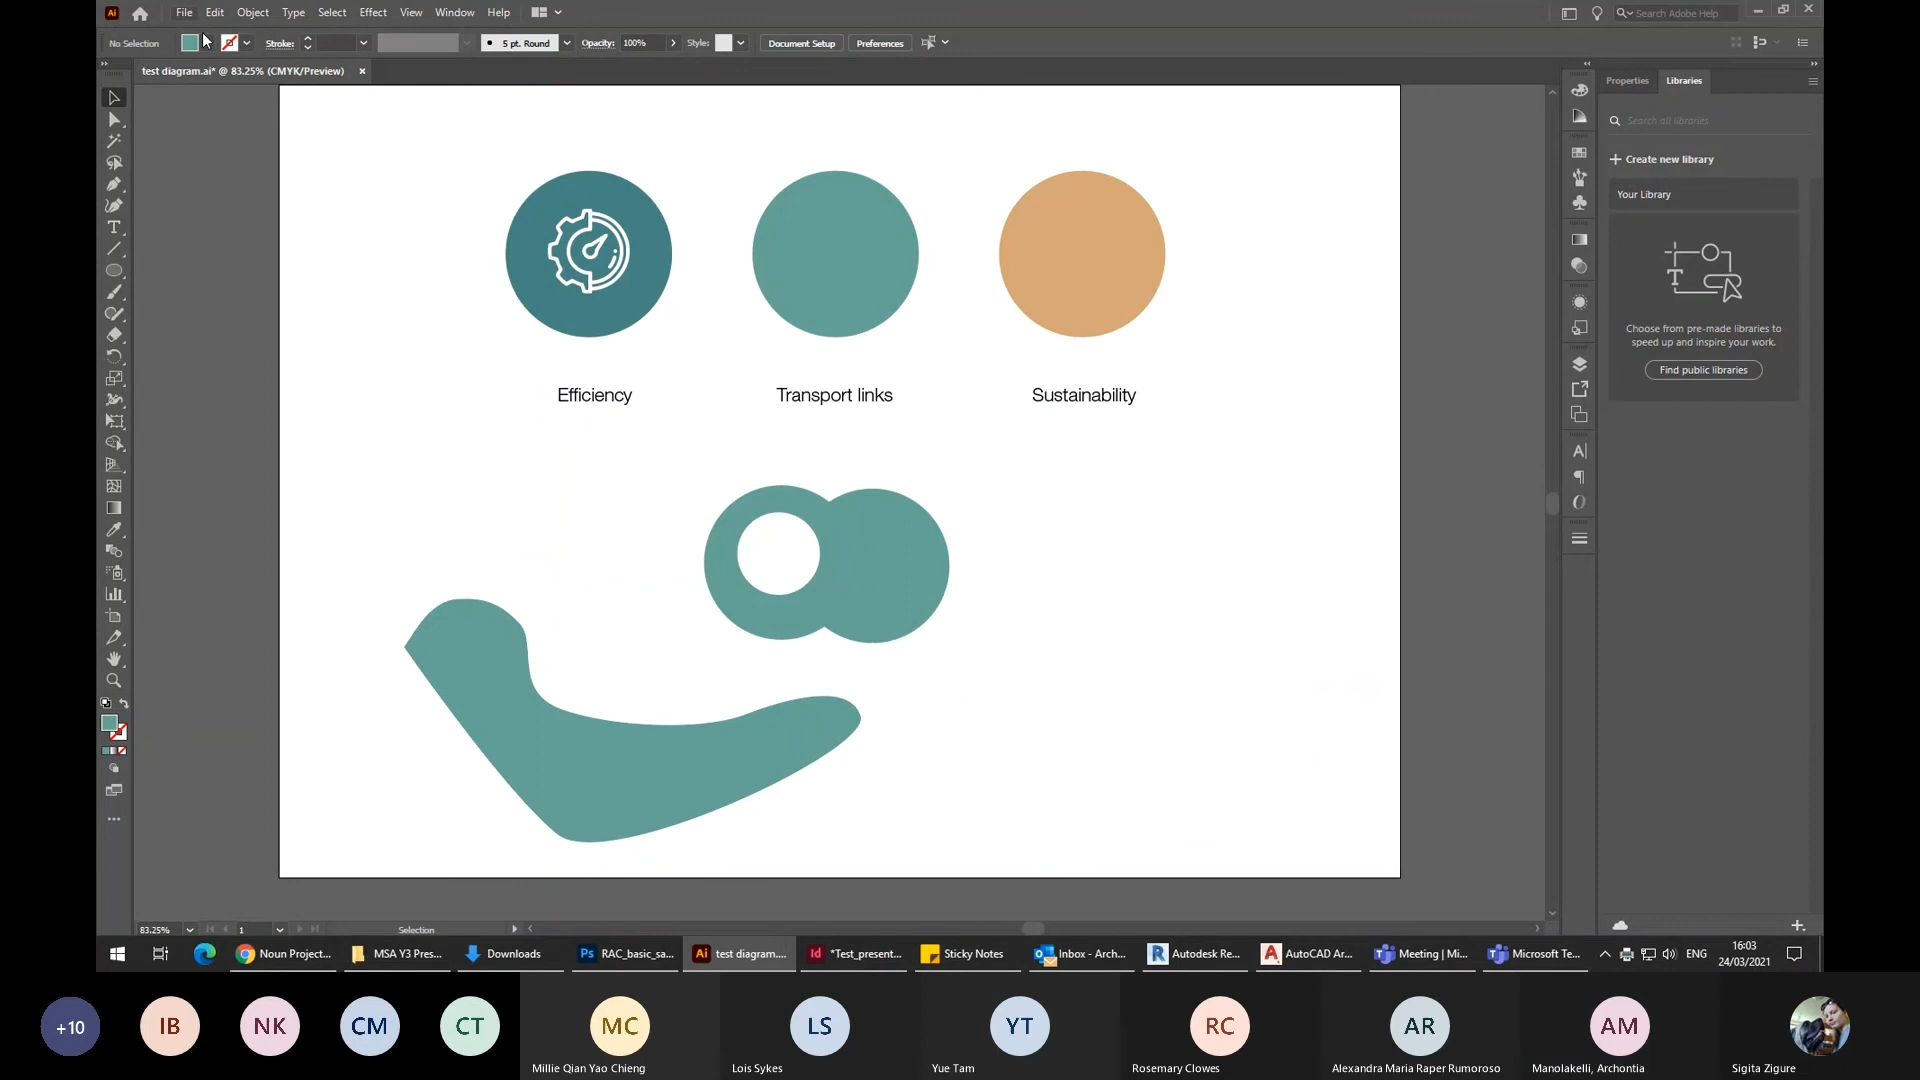 Ai
File
Edit
Object
Type
Select
Effect
View
Window
Help
Search Adobe Help
No Selection
Stroke:
5 pt. Round
Opacity:
100%
Style:
Document Setup
Preferences
test diagram.ai* @ 83.25% (CMYK/Preview)
Properties
Libraries
Search all libraries
Create new library
Your Library
T
Choose from pre-made libraries to
speed up and inspire your work.
Find public libraries
Efficiency
Transport links
Sustainability
83.25%
1
Selection
Noun Project...
MSA Y3 Pres...
Downloads
Ps
RAC_basic_sa...
Ai
test diagram....
Id
*Test_present...
Sticky Notes
Inbox - Arch...
R
Autodesk Re...
A
AutoCAD Ar...
Meeting | Mi...
Microsoft Te...
ENG
16:03
24/03/2021
+10
IB
NK
CM
CT
MC
Millie Qian Yao Chieng
LS
Lois Sykes
YT
Yue Tam
RC
Rosemary Clowes
AR
Alexandra Maria Raper Rumoroso
AM
Manolakelli, Archontia
Sigita Zigure